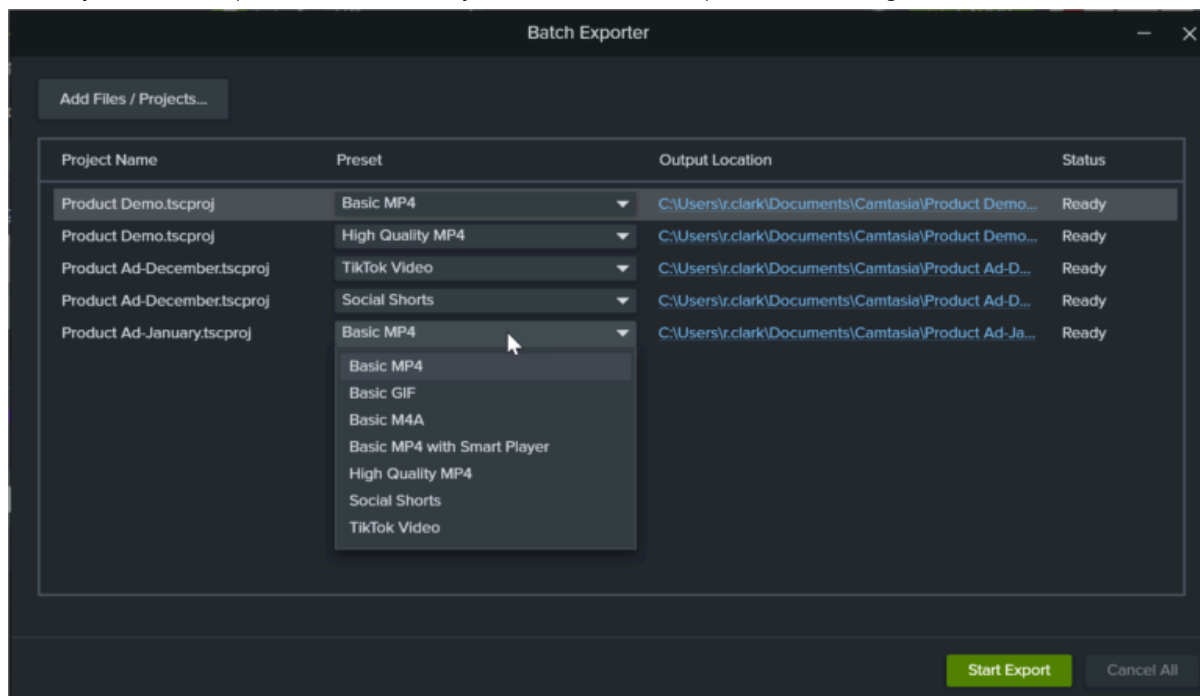 Batch Exporter
Add Files / Projects...
Project Name Preset Output Location Status
Product Demo.tscproj Basic MP4 C:\Users\r.clark\Documents\Camtasia\Product Demo... Ready
Product Demo.tscproj High Quality MP4 C:\Users\r.clark\Documents\Camtasia\Product Demo... Ready
Product Ad-December.tscproj TikTok Video C:\Users\r.clark\Documents\Camtasia\Product Ad-D... Ready
Product Ad-December.tscproj Social Shorts C:\Users\r.clark\Documents\Camtasia\Product Ad-D... Ready
Product Ad-January.tscproj Basic MP4 C:\Users\r.clark\Documents\Camtasia\Product Ad-Ja... Ready
Basic MP4
Basic GIF
Basic M4A
Basic MP4 with Smart Player
High Quality MP4
Social Shorts
TikTok Video
Start Export Cancel All